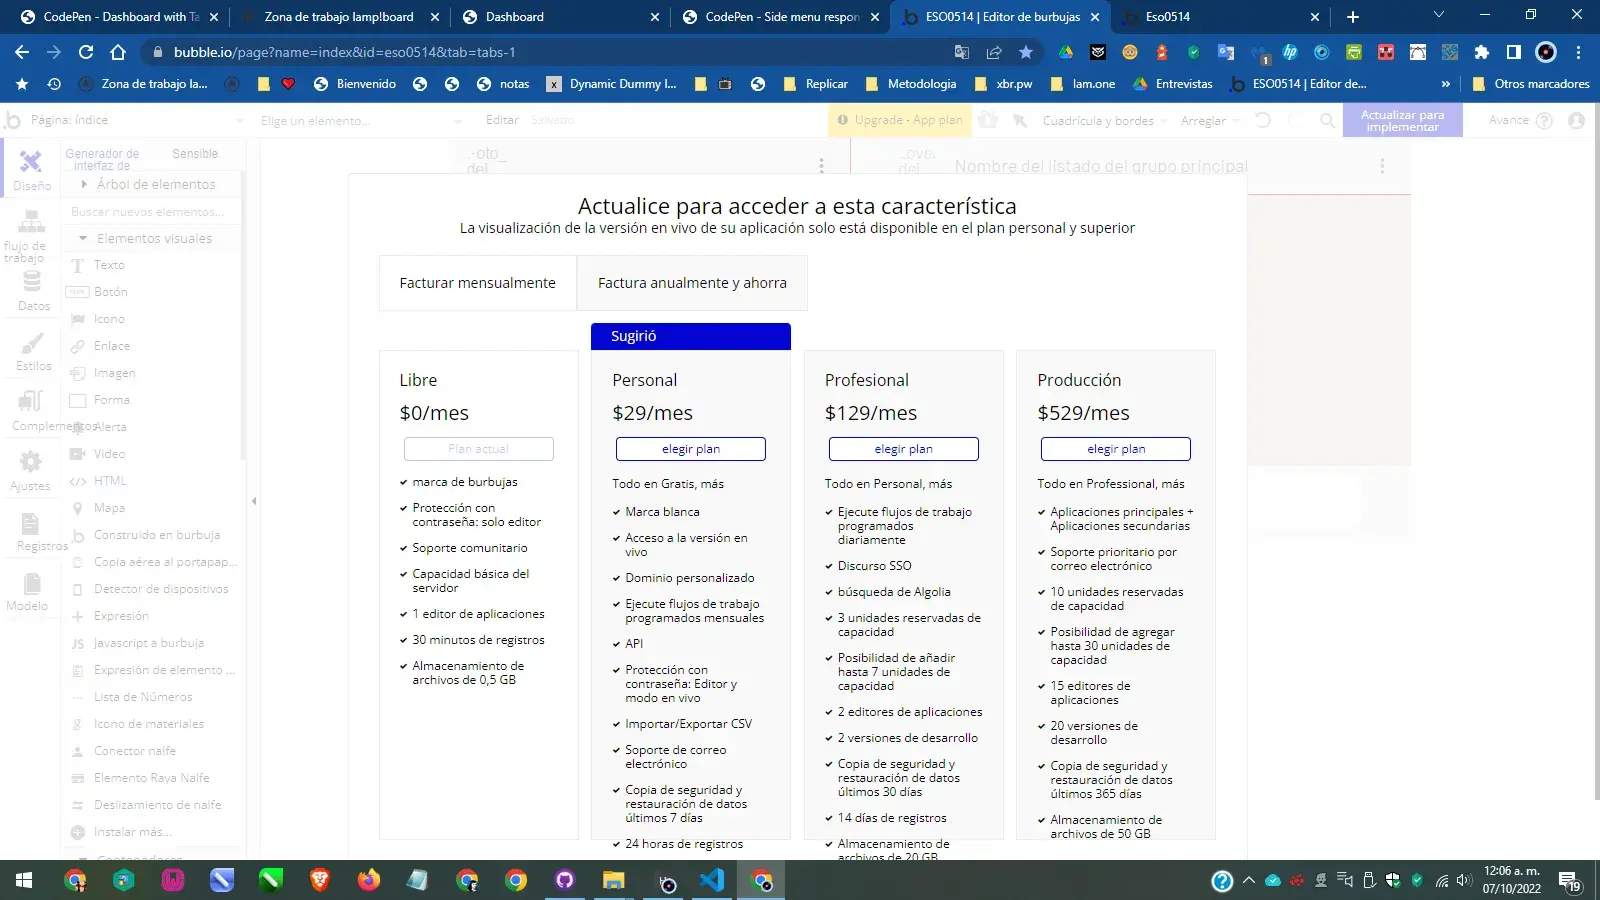 CodePen - Dashboard with Ta
Zona de trabajo lamp!board
Dashboard
CodePen - Side menu respon
ESO0514 | Editor de burbujas
Eso0514
bubble.io/page?name=index&id=eso0514&tab=tabs-1
Zona de trabajo la...
Bienvenido
notas
Dynamic Dummy I...
Replicar
Metodologia
xbr.pw
lam.one
Entrevistas
ESO0514 | Editor de...
»
Otros marcadores
Página: índice
Elige un elemento...
Editar
Salvado
Upgrade - App plan
Cuadrícula y bordes
Arreglar
Actualizar para
implementar
Avance
Diseño
flujo de
trabajo
Datos
Estilos
Complementos
Ajustes
Registros
Modelo
Generador de
interfaz de
Sensible
Árbol de elementos
Buscar nuevos elementos...
Elementos visuales
Texto
Botón
Icono
Enlace
Imagen
Forma
Alerta
Video
HTML
Mapa
Construido en burbuja
Copia aérea al portapap...
Detector de dispositivos
Expresión
JS Javascript a burbuja
Expresión de elemento ...
Lista de Números
Icono de materiales
Conector nalfe
Elemento Raya Nalfe
Deslizamiento de nalfe
Instalar más...
Contenedores
Nombre del listado del grupo principal
Actualice para acceder a esta característica
La visualización de la versión en vivo de su aplicación solo está disponible en el plan personal y superior
Facturar mensualmente
Factura anualmente y ahorra
Libre
$0/mes
Plan actual
marca de burbujas
Protección con
contraseña: solo editor
Soporte comunitario
Capacidad básica del
servidor
1 editor de aplicaciones
30 minutos de registros
Almacenamiento de
archivos de 0,5 GB
Sugirió
Personal
$29/mes
elegir plan
Todo en Gratis, más
Marca blanca
Acceso a la versión en
vivo
Dominio personalizado
Ejecute flujos de trabajo
programados mensuales
API
Protección con
contraseña: Editor y
modo en vivo
Importar/Exportar CSV
Soporte de correo
electrónico
Copia de seguridad y
restauración de datos
últimos 7 días
24 horas de registros
Profesional
$129/mes
elegir plan
Todo en Personal, más
Ejecute flujos de trabajo
programados
diariamente
Discurso SSO
búsqueda de Algolia
3 unidades reservadas de
capacidad
Posibilidad de añadir
hasta 7 unidades de
capacidad
2 editores de aplicaciones
2 versiones de desarrollo
Copia de seguridad y
restauración de datos
últimos 30 días
14 días de registros
Almacenamiento de
archivos de 20 GB
Producción
$529/mes
elegir plan
Todo en Professional, más
Aplicaciones principales +
Aplicaciones secundarias
Soporte prioritario por
correo electrónico
10 unidades reservadas
de capacidad
Posibilidad de agregar
hasta 30 unidades de
capacidad
15 editores de
aplicaciones
20 versiones de
desarrollo
Copia de seguridad y
restauración de datos
últimos 365 días
Almacenamiento de
archivos de 50 GB
12:06 a. m.
07/10/2022
19